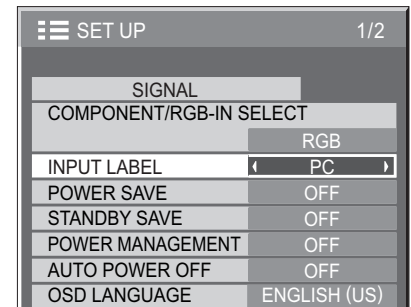 SET UP 1/2
SIGNAL
COMPONENT/RGB-IN SELECT
RGB
INPUT LABEL PC
POWER SAVE OFF
STANDBY SAVE OFF
POWER MANAGEMENT OFF
AUTO POWER OFF OFF
OSD LANGUAGE ENGLISH (US)